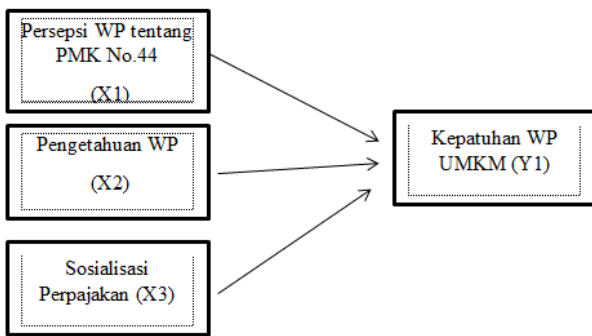 Persepsi WP tentang
PMK No.44
(X1)
Pengetahuan WP
(X2)
Sosialisasi
Perpajakan (X3)
Kepatuhan WP
UMKM (Y1)